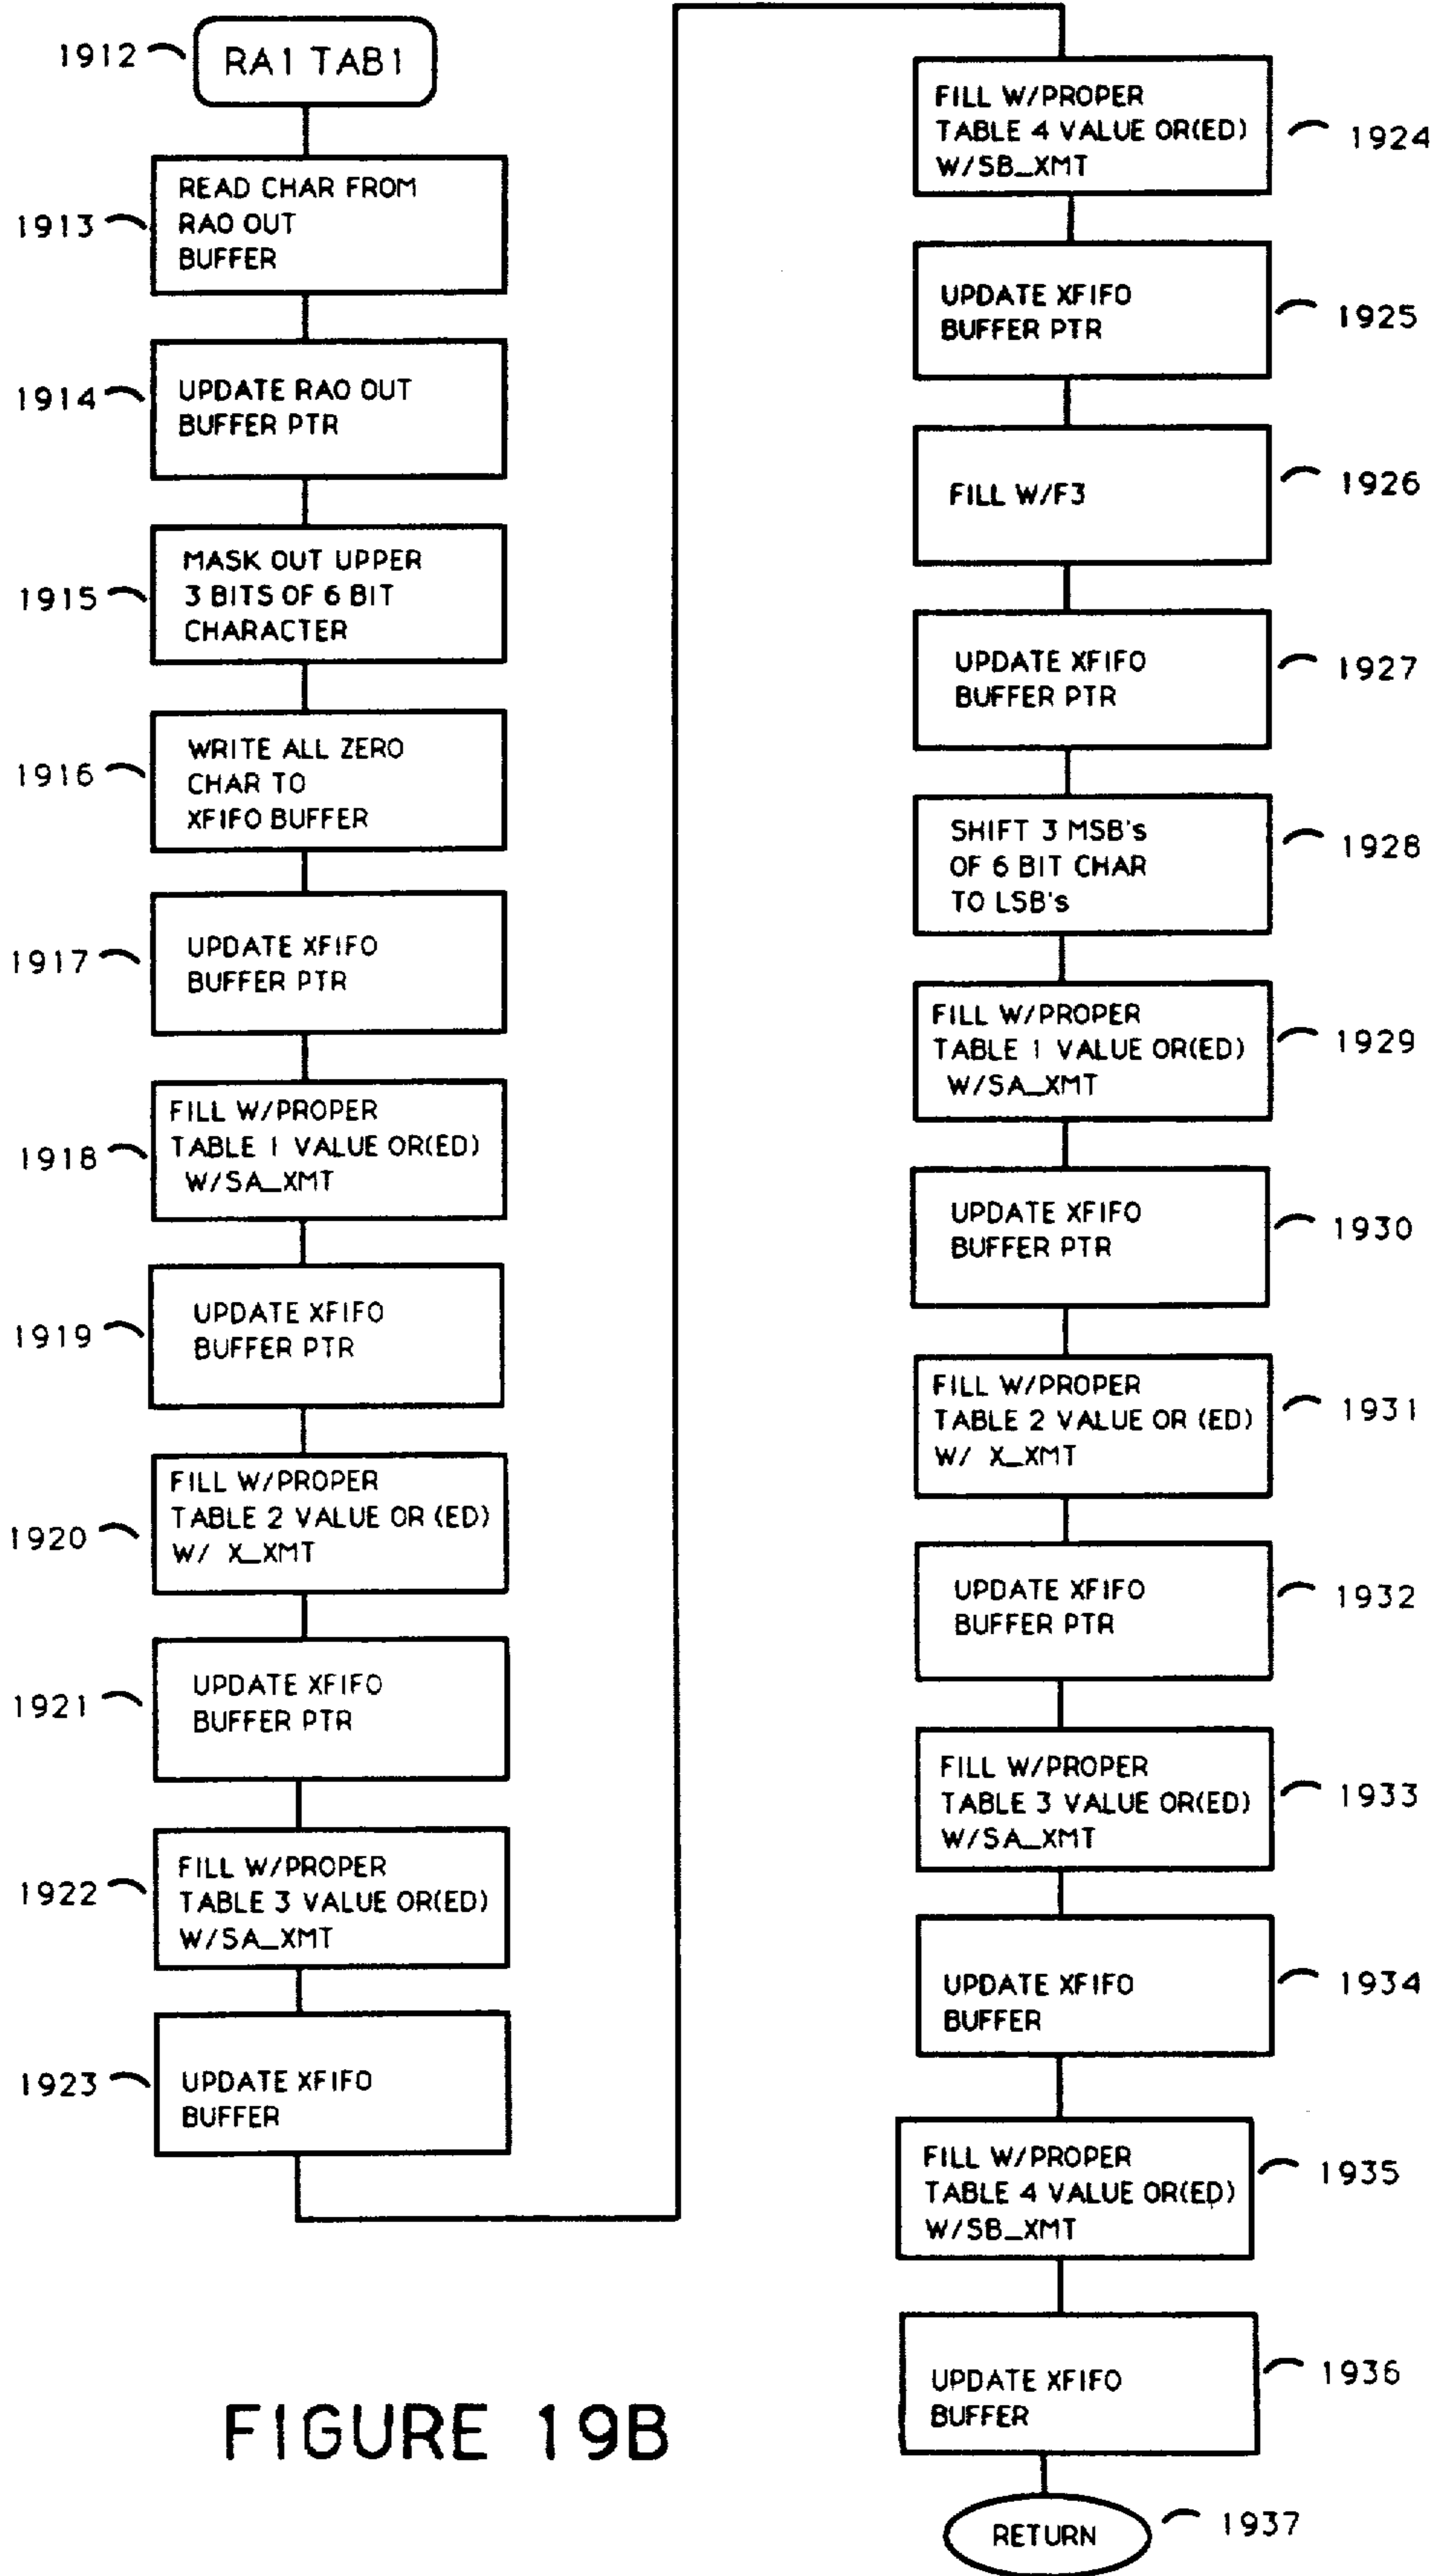 1912
RA1 TAB1
1913
READ CHAR FROM
RA0 OUT
BUFFER
1914
UPDATE RA0 OUT
BUFFER PTR
1915
MASK OUT UPPER
3 BITS OF 6 BIT
CHARACTER
1916
WRITE ALL ZERO
CHAR TO
XFIFO BUFFER
1917
UPDATE XFIFO
BUFFER PTR
1918
FILL W/PROPER
TABLE 1 VALUE OR(ED)
W/SA_XMT
1919
UPDATE XFIFO
BUFFER PTR
1920
FILL W/PROPER
TABLE 2 VALUE OR (ED)
W/ X_XMT
1921
UPDATE XFIFO
BUFFER PTR
1922
FILL W/PROPER
TABLE 3 VALUE OR(ED)
W/SA_XMT
1923
UPDATE XFIFO
BUFFER
FILL W/PROPER
TABLE 4 VALUE OR(ED)
W/SB_XMT
1924
UPDATE XFIFO
BUFFER PTR
1925
FILL W/F3
1926
UPDATE XFIFO
BUFFER PTR
1927
SHIFT 3 MSB's
OF 6 BIT CHAR
TO LSB's
1928
FILL W/PROPER
TABLE 1 VALUE OR(ED)
W/SA_XMT
1929
UPDATE XFIFO
BUFFER PTR
1930
FILL W/PROPER
TABLE 2 VALUE OR (ED)
W/ X_XMT
1931
UPDATE XFIFO
BUFFER PTR
1932
FILL W/PROPER
TABLE 3 VALUE OR(ED)
W/SA_XMT
1933
UPDATE XFIFO
BUFFER
1934
FILL W/PROPER
TABLE 4 VALUE OR(ED)
W/SB_XMT
1935
UPDATE XFIFO
BUFFER
1936
RETURN
1937
FIGURE 19B